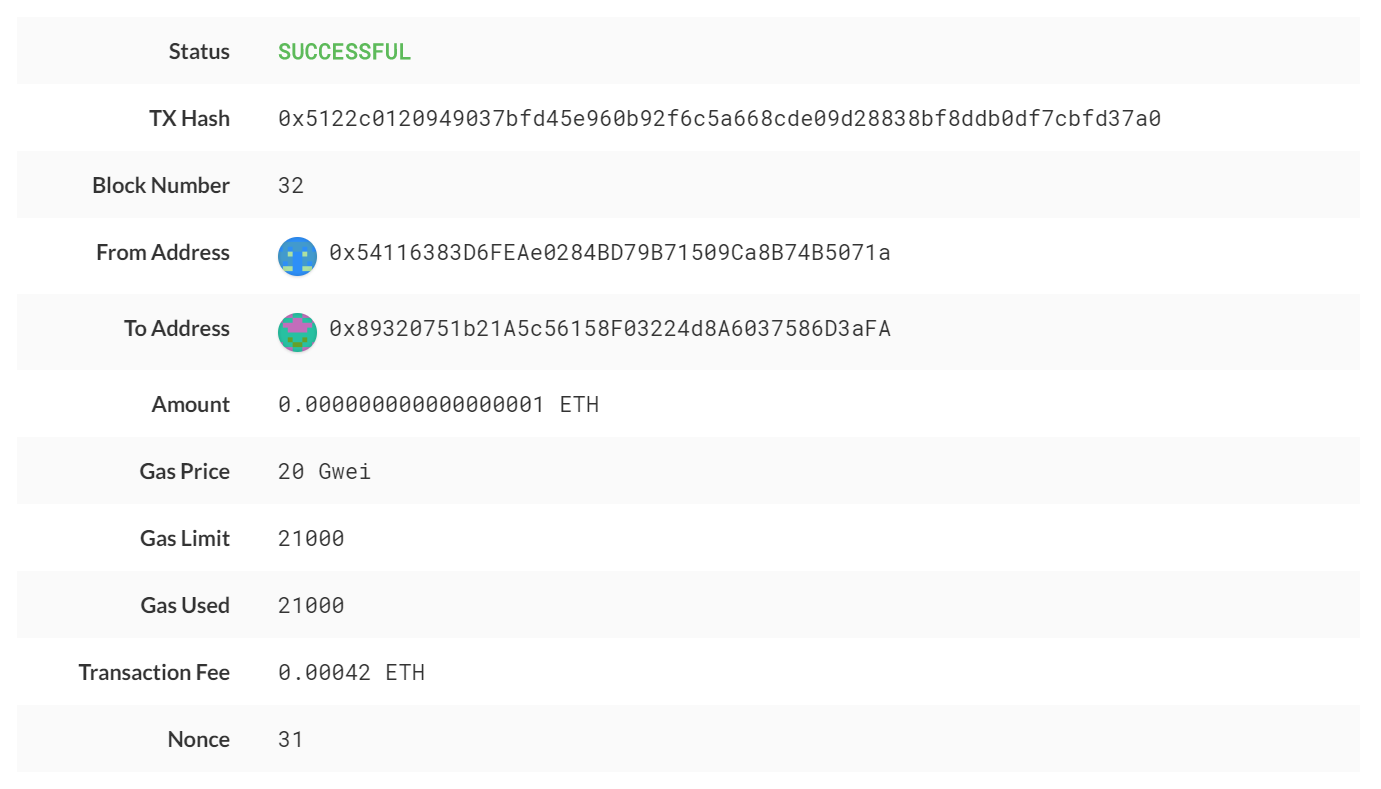 Status SUCCESSFUL
TX Hash 0x5122c0120949037bfd45e960b92f6c5a668cde09d28838bf8ddb0df7cbfd37a0
Block Number 32
From Address 0x54116383D6FEAe0284BD79B71509Ca8B74B5071a
To Address 0x89320751b21A5c56158F03224d8A6037586D3aFA
Amount 0.000000000000000001 ETH
Gas Price 20 Gwei
Gas Limit 21000
Gas Used 21000
Transaction Fee 0.00042 ETH
Nonce 31